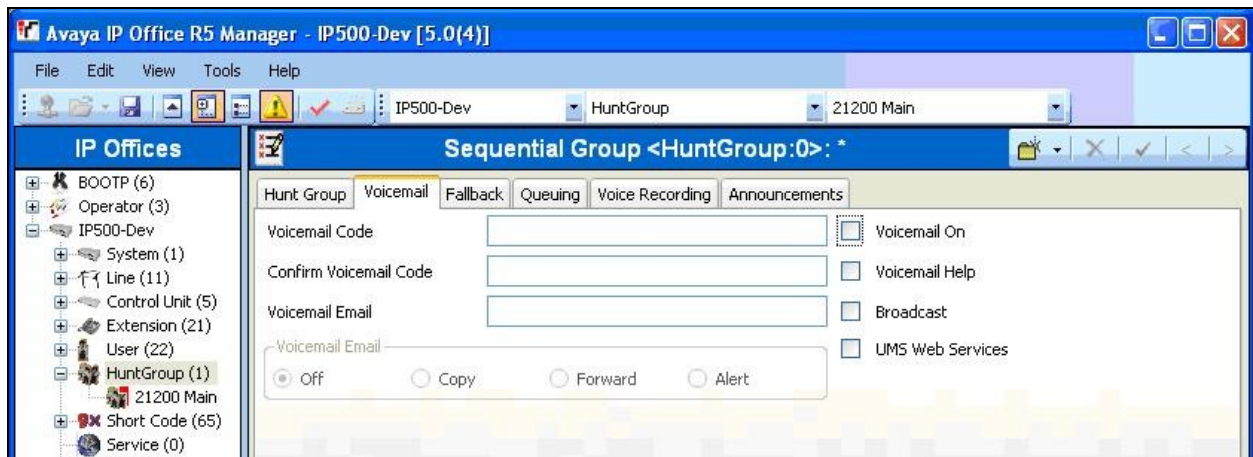 Avaya IP Office R5 Manager - IP500-Dev [5.0(4)]
File Edit View Tools Help
IP500-Dev HuntGroup 21200 Main
IP Offices
BOOTP (6)
Operator (3)
IP500-Dev
System (1)
Line (11)
Control Unit (5)
Extension (21)
User (22)
HuntGroup (1)
21200 Main
Short Code (65)
Service (0)
Sequential Group <HuntGroup:0>: *
Hunt Group Voicemail Fallback Queuing Voice Recording Announcements
Voicemail Code Voicemail On
Confirm Voicemail Code Voicemail Help
Voicemail Email Broadcast
Voicemail Email UMS Web Services
Off Copy Forward Alert